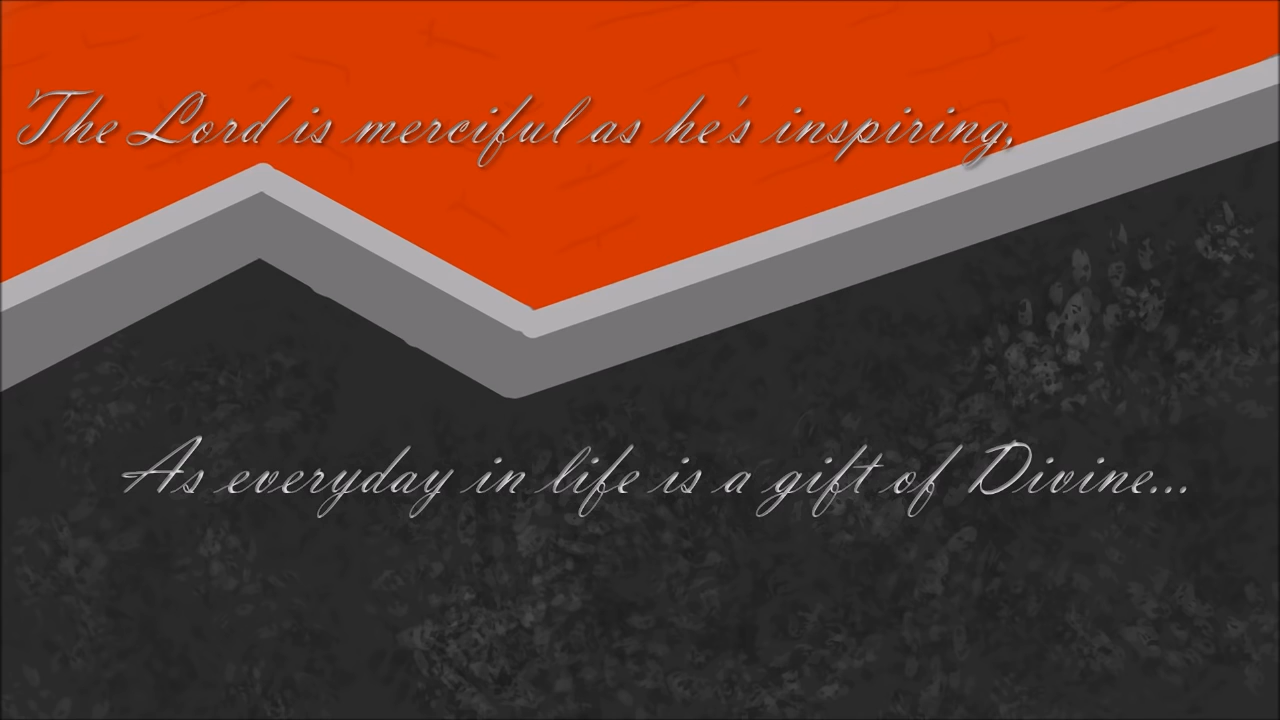 The Lord is merciful as he's inspiring,
As everyday in life is a gift of Divine...